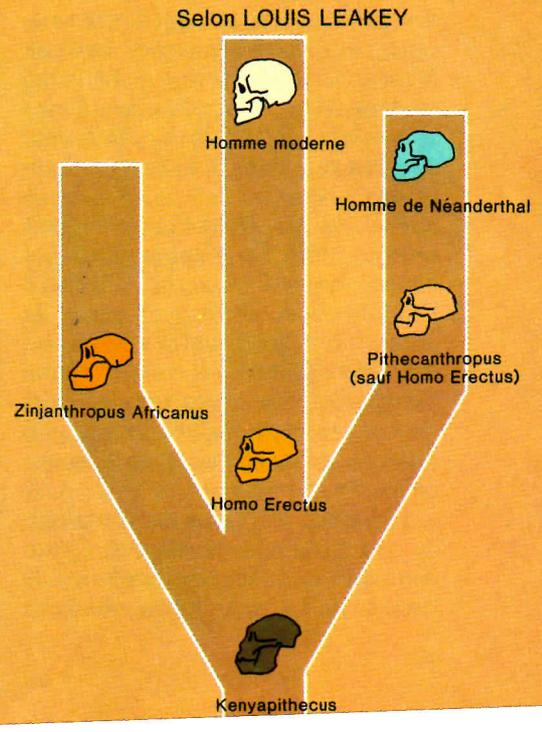 Selon LOUIS LEAKEY
Homme moderne
Homme de Néanderthal
Pithecanthropus
(sauf Homo Erectus)
Zinjanthropus Africanus
Homo Erectus
Kenyapithecus